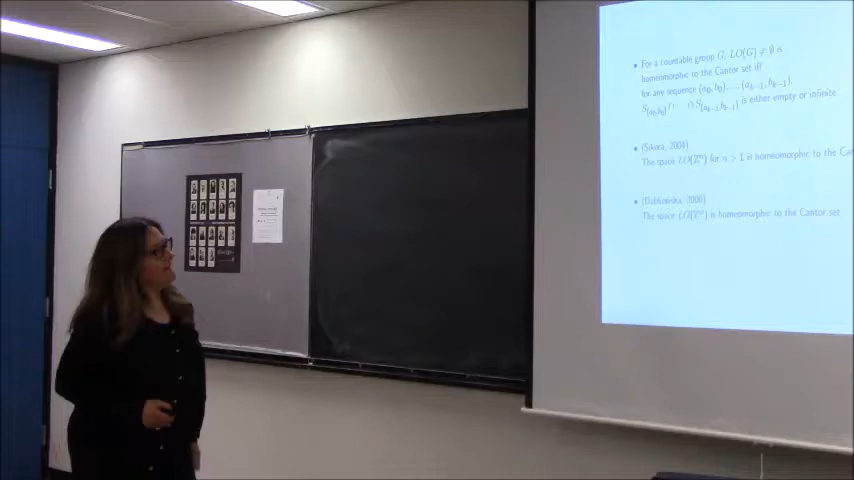 • For a countable group G, LO(G) ≠ ∅ is
homeomorphic to the Cantor set iff
for any sequence (a₀, b₀), ..., (aₖ₋₁, bₖ₋₁),
S₍ₐ₀,b₀₎ ∩ ... ∩ S₍ₐₖ₋₁,bₖ₋₁₎ is either empty or infinite
• (Sikora, 2004)
The space LO(ℤⁿ) for n > 1 is homeomorphic to the Ca
• (Dabkowska, 2006)
The space LO(ℤ^ω) is homeomorphic to the Cantor set